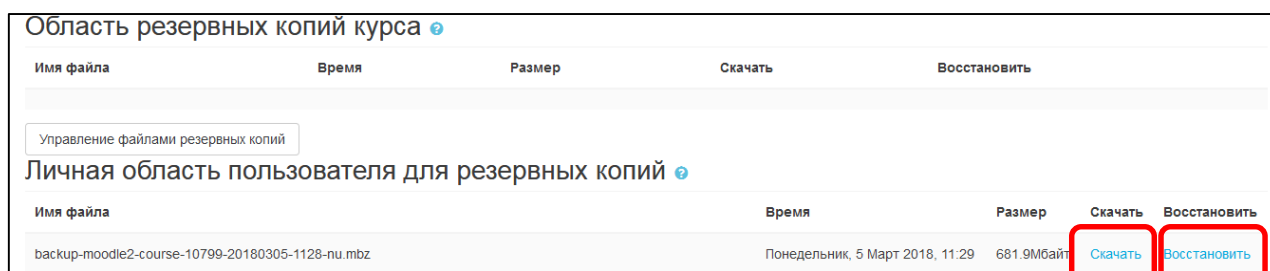 Область резервных копий курса
Имя файла Время Размер Скачать Восстановить
Управление файлами резервных копий
Личная область пользователя для резервных копий
Имя файла Время Размер Скачать Восстановить
backup-moodle2-course-10799-20180305-1128-nu.mbz Понедельник, 5 Март 2018, 11:29 681.9Мбайт Скачать Восстановить